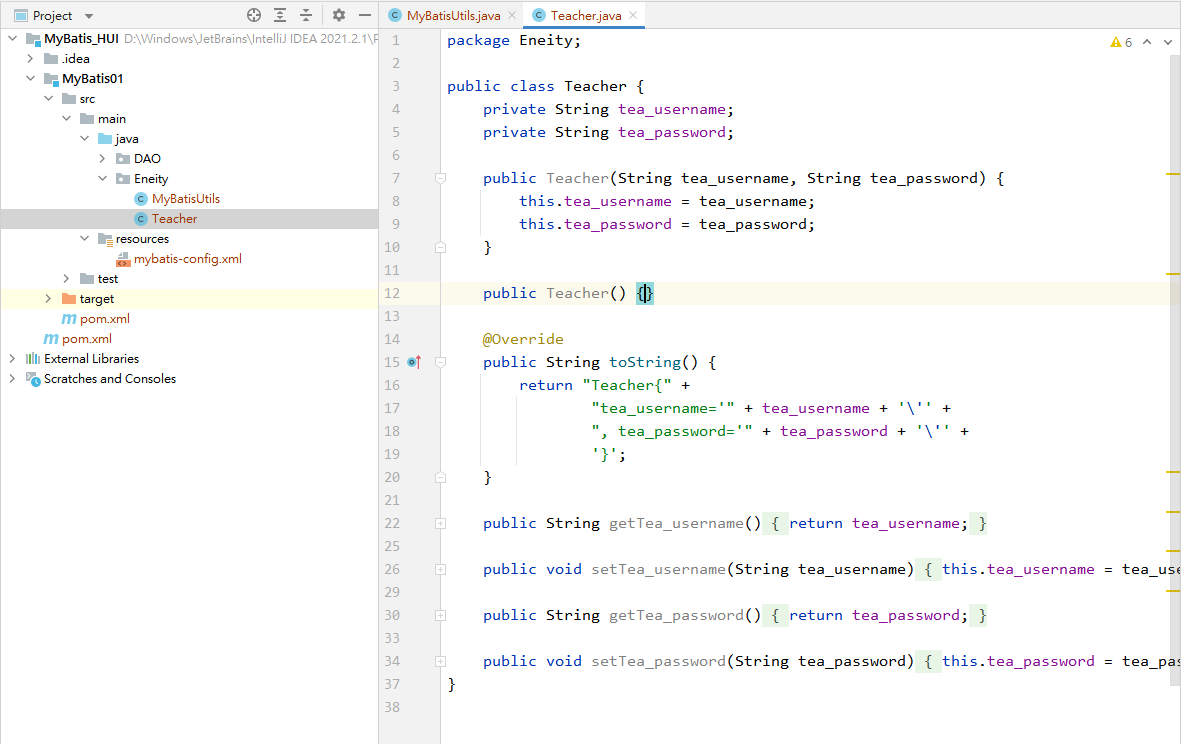 Project
MyBatis_HUI D:\Windows\JetBrains\IntelliJ IDEA 2021.2.1\
.idea
MyBatis01
src
main
java
DAO
Eneity
MyBatisUtils
Teacher
resources
mybatis-config.xml
test
target
pom.xml
pom.xml
External Libraries
Scratches and Consoles
MyBatisUtils.java
Teacher.java
6
1 package Eneity;
2
3 public class Teacher {
4 private String tea_username;
5 private String tea_password;
6
7 public Teacher(String tea_username, String tea_password) {
8 this.tea_username = tea_username;
9 this.tea_password = tea_password;
10 }
11
12 public Teacher() {}
13
14 @Override
15 public String toString() {
16 return "Teacher{" +
17 "tea_username='" + tea_username + '\'' +
18 ", tea_password='" + tea_password + '\'' +
19 '}';
20 }
21
22 public String getTea_username() { return tea_username; }
25
26 public void setTea_username(String tea_username) { this.tea_username = tea_use
29
30 public String getTea_password() { return tea_password; }
33
34 public void setTea_password(String tea_password) { this.tea_password = tea_pas
37 }
38